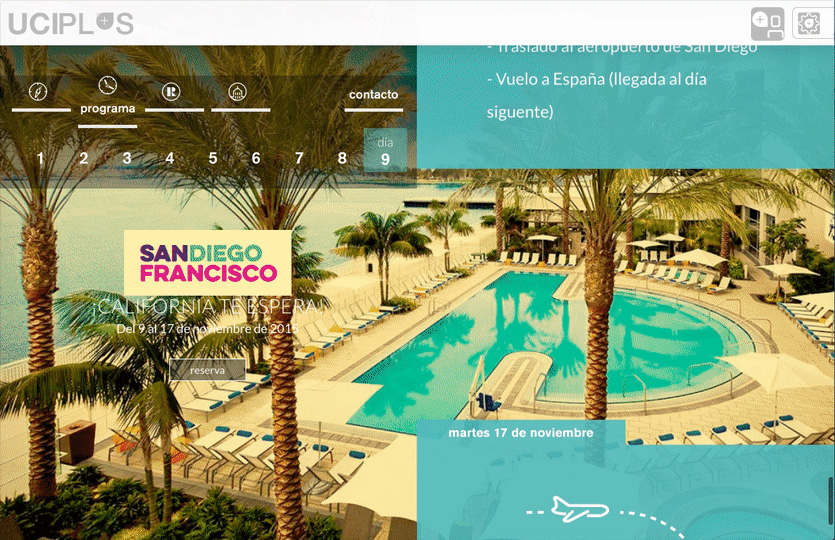 UCIPLUS
- Traslado al aeropuerto de San Diego
- Vuelo a España (llegada al día
siguente)
programa
contacto
1 2 3 4 5 6 7 8 día 9
SANDIEGO
FRANCISCO
¡CALIFORNIA TE ESPERA!
Del 9 al 17 de noviembre de 2015
reserva
martes 17 de noviembre